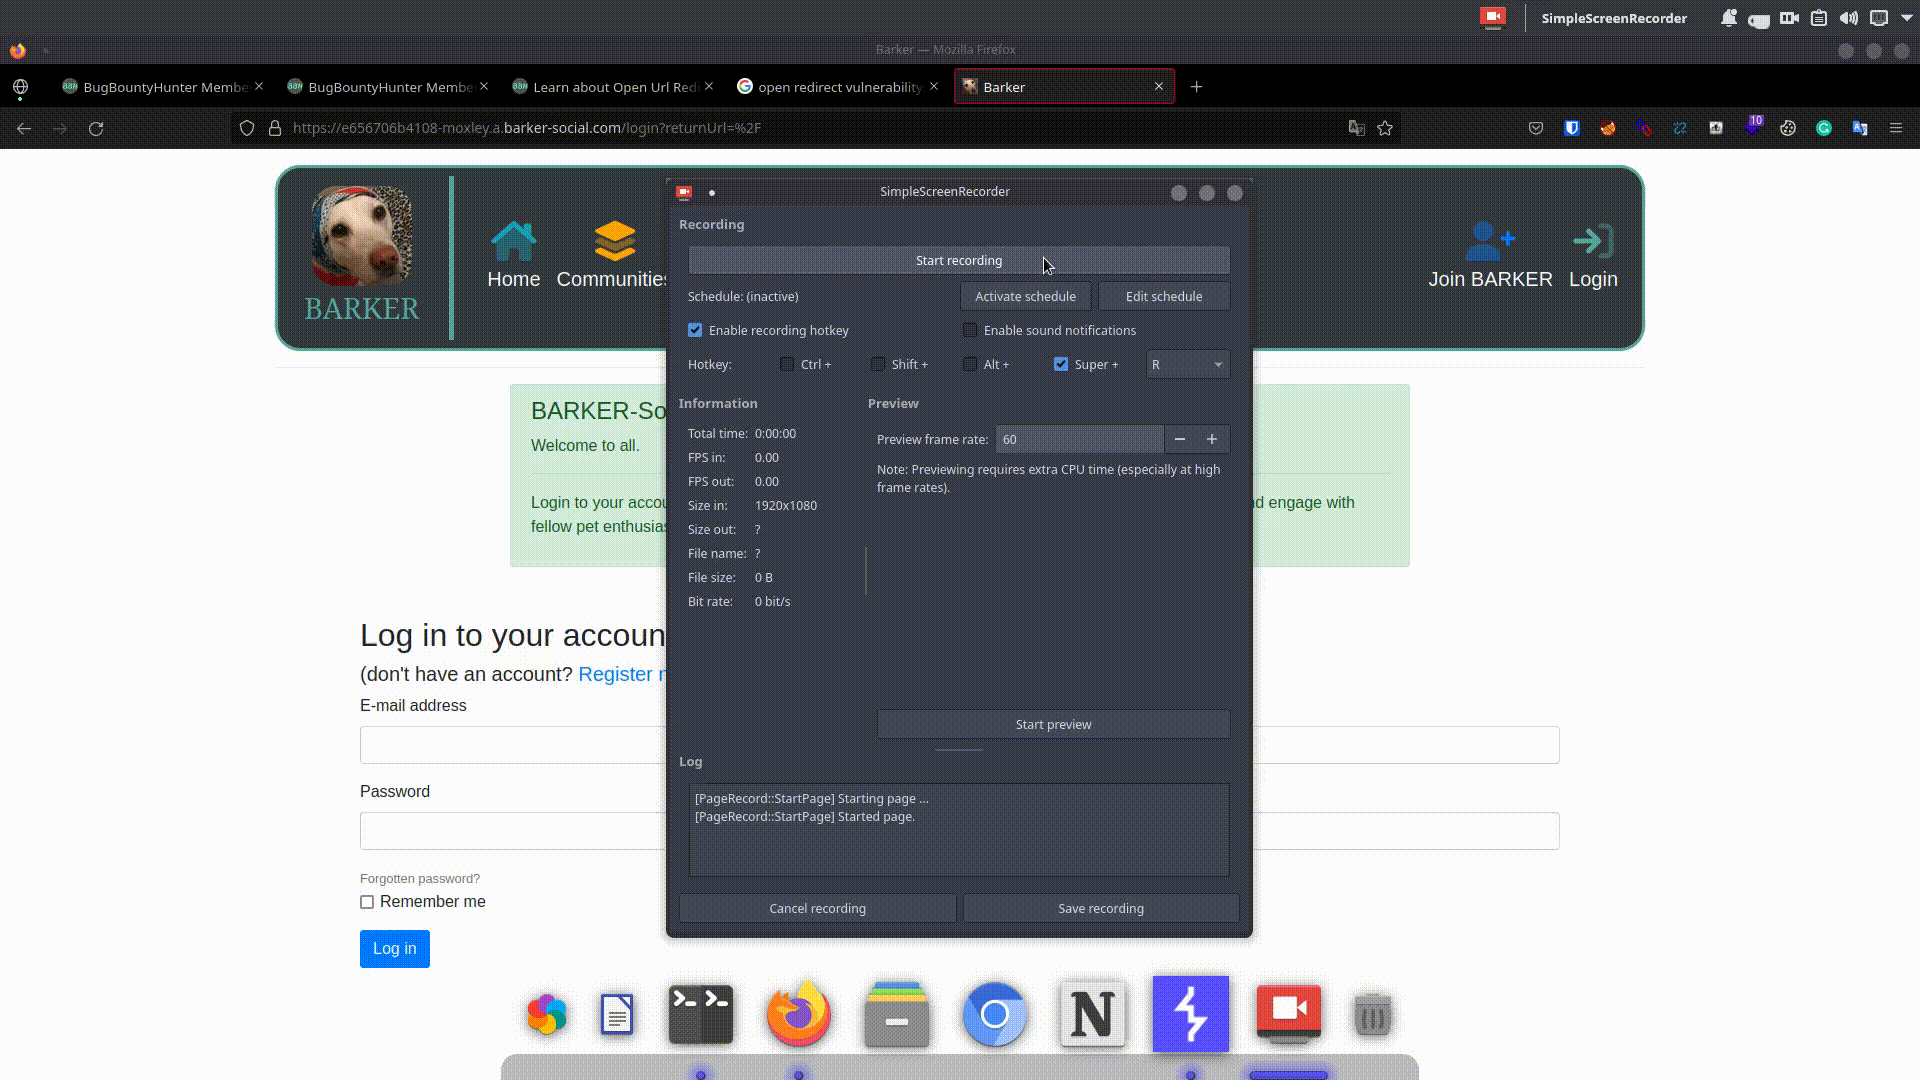 SimpleScreenRecorder
Barker — Mozilla Firefox
BugBountyHunter Membe
BugBountyHunter Membe
Learn about Open Url Redi
open redirect vulnerability
Barker
https://e656706b4108-moxley.a.barker-social.com/login?returnUrl=%2F
10
SimpleScreenRecorder
Recording
Start recording
Schedule: (inactive)
Activate schedule
Edit schedule
Enable recording hotkey
Enable sound notifications
Hotkey:
Ctrl +
Shift +
Alt +
Super +
R
Information
Preview
Total time: 0:00:00
FPS in: 0.00
FPS out: 0.00
Size in: 1920x1080
Size out: ?
File name: ?
File size: 0 B
Bit rate: 0 bit/s
Preview frame rate: 60
Note: Previewing requires extra CPU time (especially at high
frame rates).
Start preview
Log
[PageRecord::StartPage] Starting page ...
[PageRecord::StartPage] Started page.
Cancel recording
Save recording
BARKER
Home
Communities
Join BARKER
Login
BARKER-So
Welcome to all.
Login to your accou
d engage with
fellow pet enthusias
Log in to your accoun
(don't have an account? Register n
E-mail address
Password
Forgotten password?
Remember me
Log in
N